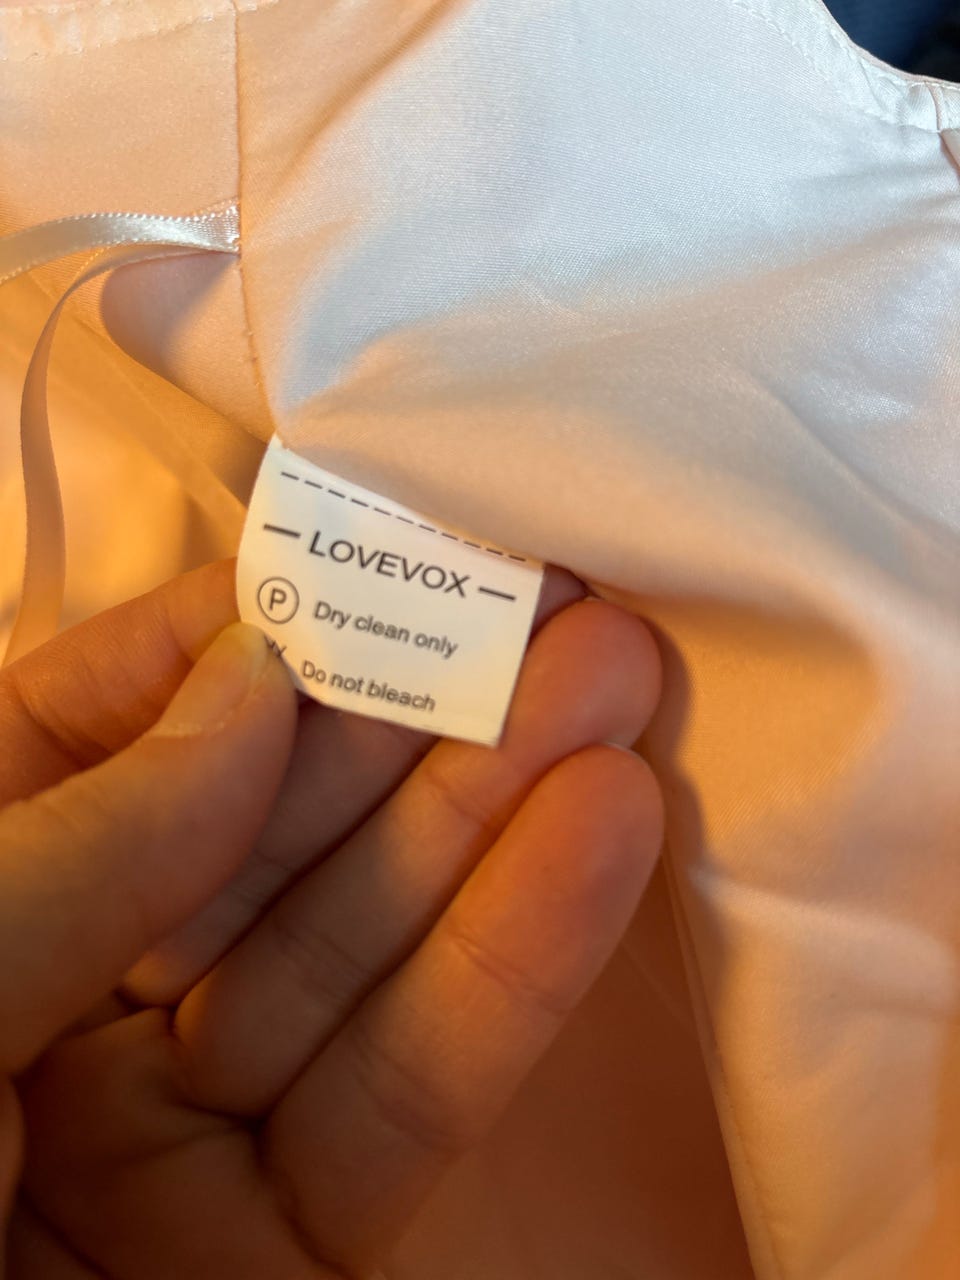 — LOVEVOX —
P Dry clean only
Do not bleach